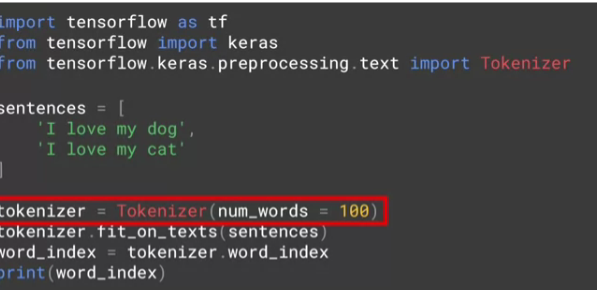 import tensorflow as tf
from tensorflow import keras
from tensorflow.keras.preprocessing.text import Tokenizer
sentences = [
'I love my dog',
'I love my cat'
]
tokenizer = Tokenizer(num_words = 100)
tokenizer.fit_on_texts(sentences)
word_index = tokenizer.word_index
print(word_index)